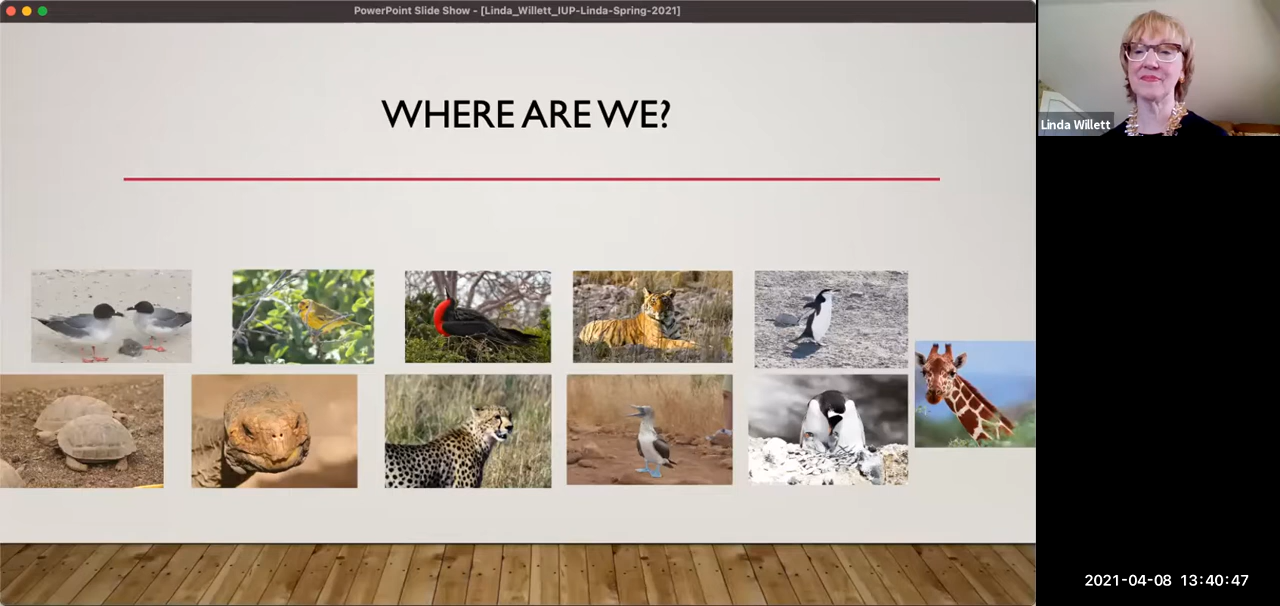 PowerPoint Slide Show - [Linda_Willett_IUP-Linda-Spring-2021]
WHERE ARE WE?
Linda Willett
2021-04-08 13:40:47